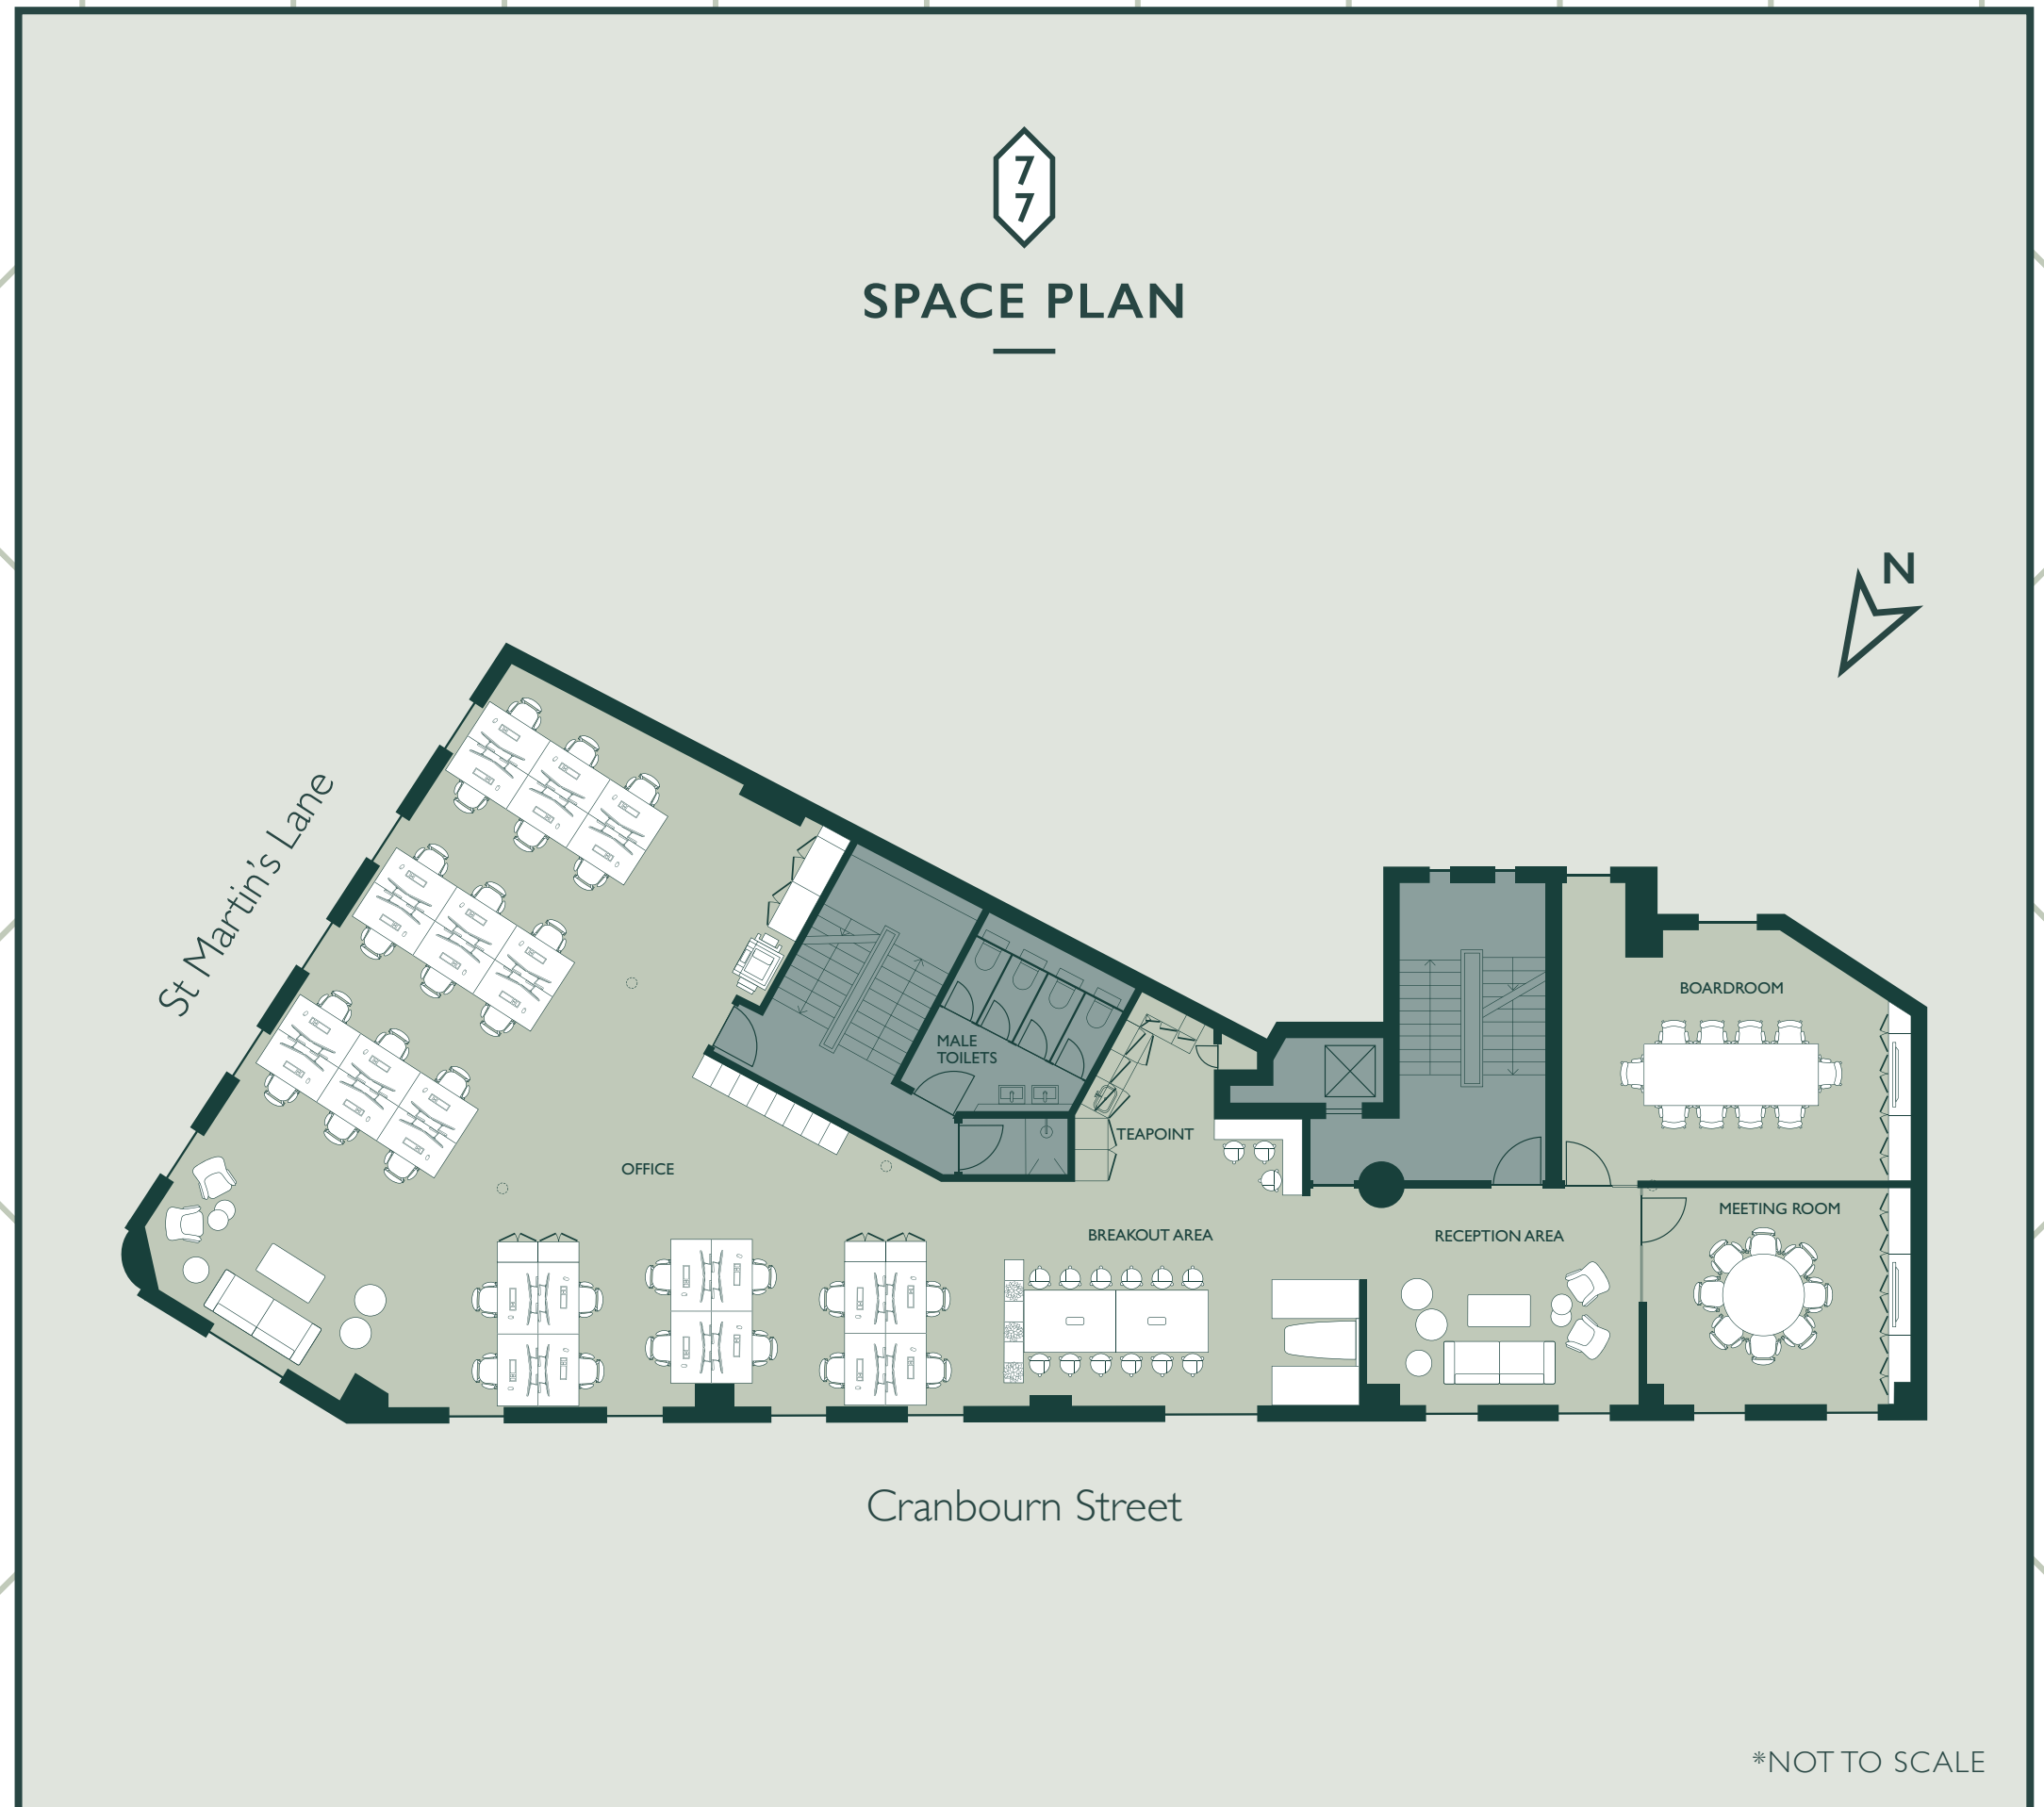 7
7
SPACE PLAN
N
St Martin's Lane
BOARDROOM
MALE
TOILETS
TEAPOINT
OFFICE
MEETING ROOM
BREAKOUT AREA
RECEPTION AREA
Cranbourn Street
*NOT TO SCALE